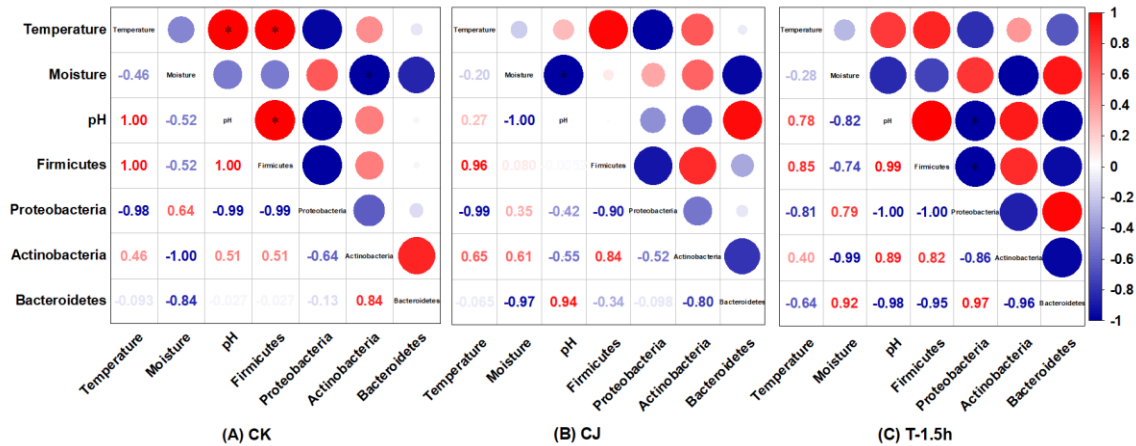 Temperature Temperature * * Temperature Temperature 1
Moisture -0.46 Moisture -0.20 Moisture * -0.28 Moisture 0.8
pH 1.00 -0.52 pH * 0.27 -1.00 pH 0.78 -0.82 pH 0.6
Firmicutes 1.00 -0.52 1.00 Firmicutes 0.96 0.080 Firmicutes 0.85 -0.74 0.99 Firmicutes
Proteobacteria -0.98 0.64 -0.99 -0.99 Proteobacteria -0.99 0.35 -0.42 -0.90 Proteobacteria -0.81 0.79 -1.00 -1.00 Proteobacteria
Actinobacteria 0.46 -1.00 0.51 0.51 -0.64 Actinobacteria 0.65 0.61 -0.55 0.84 -0.52 Actinobacteria 0.40 -0.99 0.89 0.82 -0.86 Actinobacteria
Bacteroidetes -0.093 -0.84 -0.027 -0.027 -0.13 0.84 Bacteroidetes -0.065 -0.97 0.94 -0.34 -0.098 -0.80 Bacteroidetes -0.64 0.92 -0.98 -0.95 0.97 -0.96 Bacteroidetes
0.4
0.2
0
-0.2
-0.4
-0.6
-0.8
-1
Temperature Moisture pH Firmicutes Proteobacteria Actinobacteria Bacteroidetes
Temperature Moisture pH Firmicutes Proteobacteria Actinobacteria Bacteroidetes
Temperature Moisture pH Firmicutes Proteobacteria Actinobacteria Bacteroidetes
(A) CK (B) CJ (C) T-1.5h